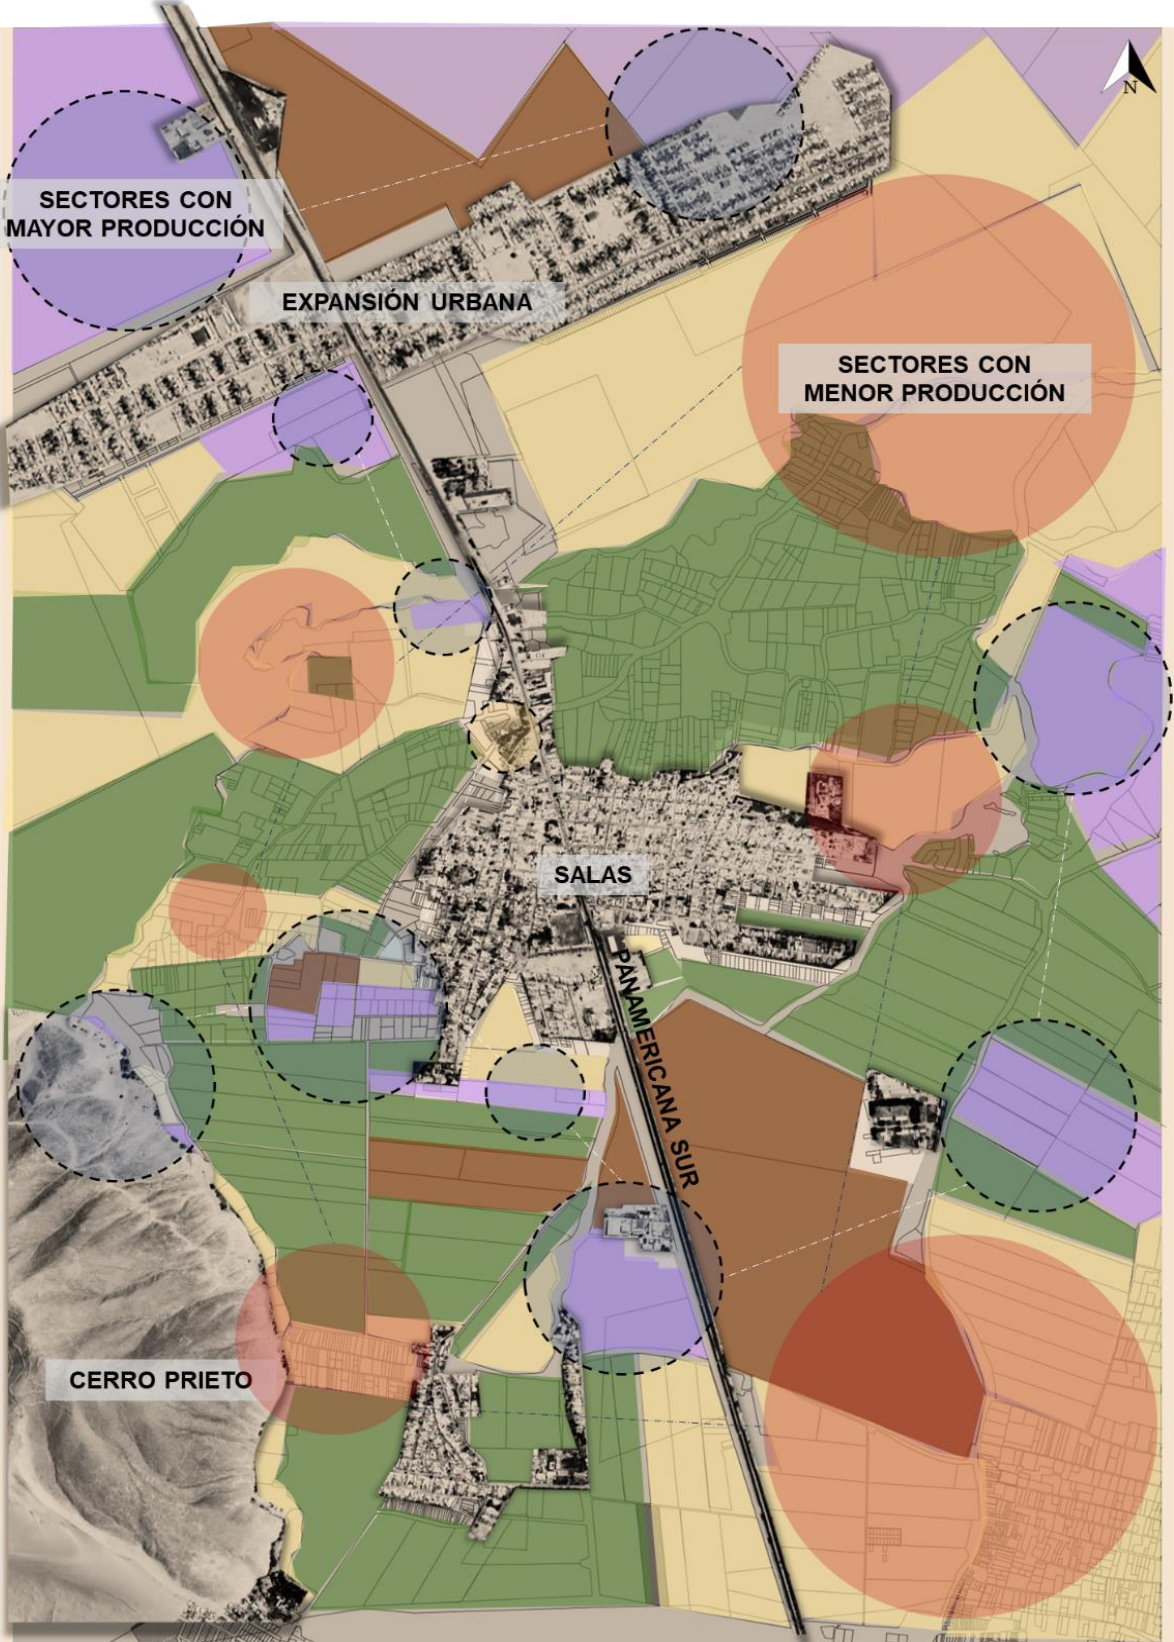 N
SECTORES CON
MAYOR PRODUCCIÓN
EXPANSIÓN URBANA
SECTORES CON
MENOR PRODUCCIÓN
SALAS
PANAMERICANA SUR
CERRO PRIETO